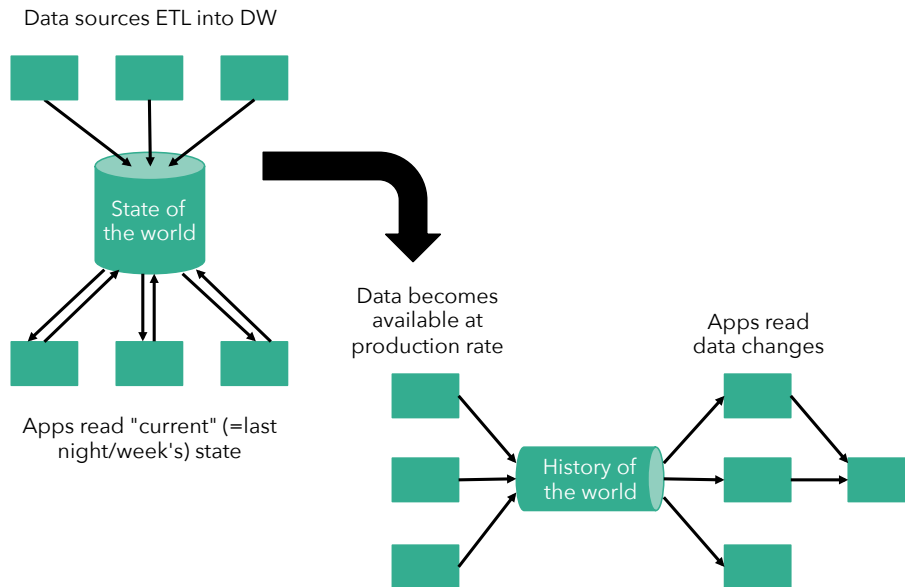 Data sources ETL into DW
State of
the world
Apps read "current" (=last
night/week's) state
Data becomes
available at
production rate
Apps read
data changes
History of
the world